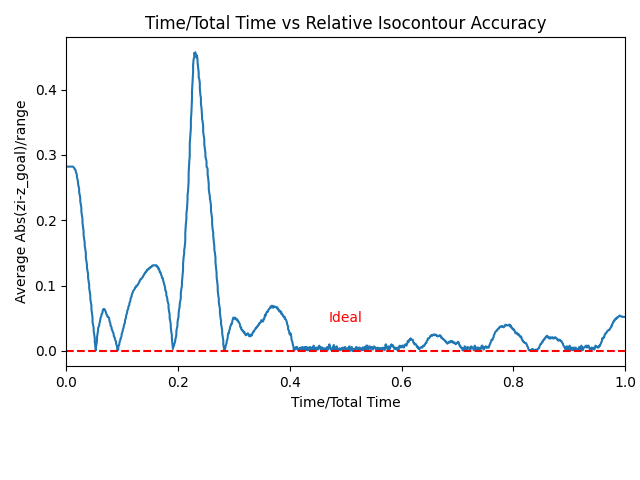 Time/Total Time vs Relative Isocontour Accuracy
Average Abs(zi-z_goal)/range
0.4
0.3
0.2
0.1
0.0
Ideal
0.0 0.2 0.4 0.6 0.8 1.0
Time/Total Time